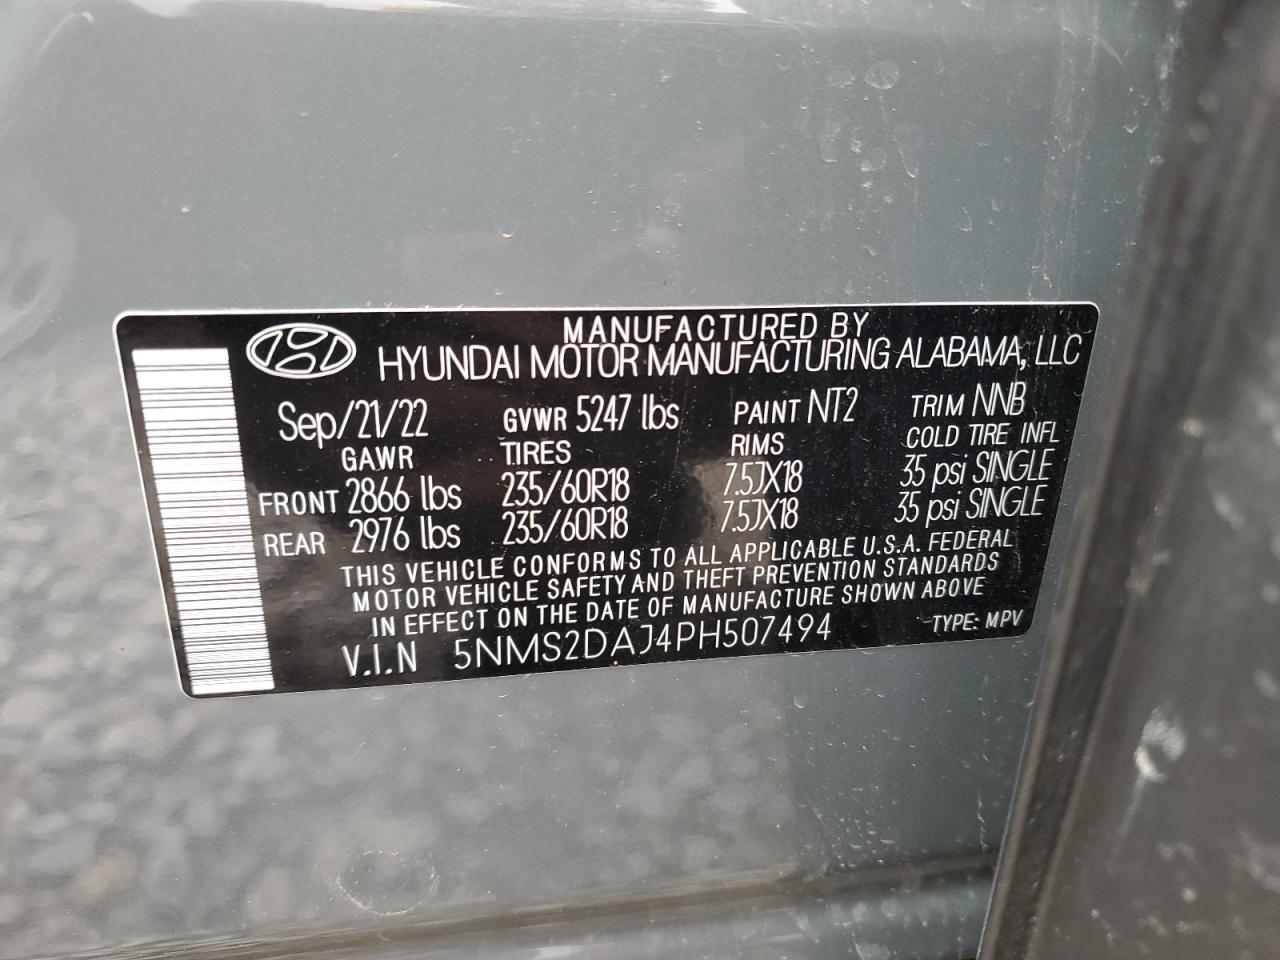 MANUFACTURED BY
HYUNDAI MOTOR MANUFACTURING ALABAMA, LLC
Sep/21/22 GVWR 5247 lbs PAINT NT2 TRIM NNB
GAWR TIRES RIMS COLD TIRE INFL
FRONT 2866 lbs 235/60R18 7.5JX18 35 psi SINGLE
REAR 2976 lbs 235/60R18 7.5JX18 35 psi SINGLE
THIS VEHICLE CONFORMS TO ALL APPLICABLE U.S.A. FEDERAL
MOTOR VEHICLE SAFETY AND THEFT PREVENTION STANDARDS
IN EFFECT ON THE DATE OF MANUFACTURE SHOWN ABOVE
V.I.N 5NMS2DAJ4PH507494 TYPE: MPV